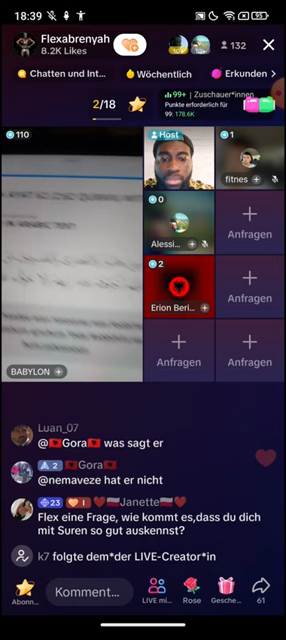 18:39
95
Flexabrenyah
8.2K Likes
132
Chatten und Int...
Wöchentlich
Erkunden >
2/18
99+ | Zuschauer*innen
Punkte erforderlich für
99: 178.6K
110
Host
1
fitnes
0
Alessi...
Anfragen
2
Erion Beri...
Anfragen
Anfragen
Anfragen
BABYLON
Luan_07
@🇦🇱Gora🇦🇱 was sagt er
2 🇦🇱Gora🇦🇱
@nemaveze hat er nicht
23 1 ❤️🇵🇱Janette🇵🇱❤️
Flex eine Frage, wie kommt es,dass du dich
mit Suren so gut auskennst?
k7 folgte dem*der LIVE-Creator*in
Abonn...
Komment...
LIVE mi...
Rose
Gesche...
61